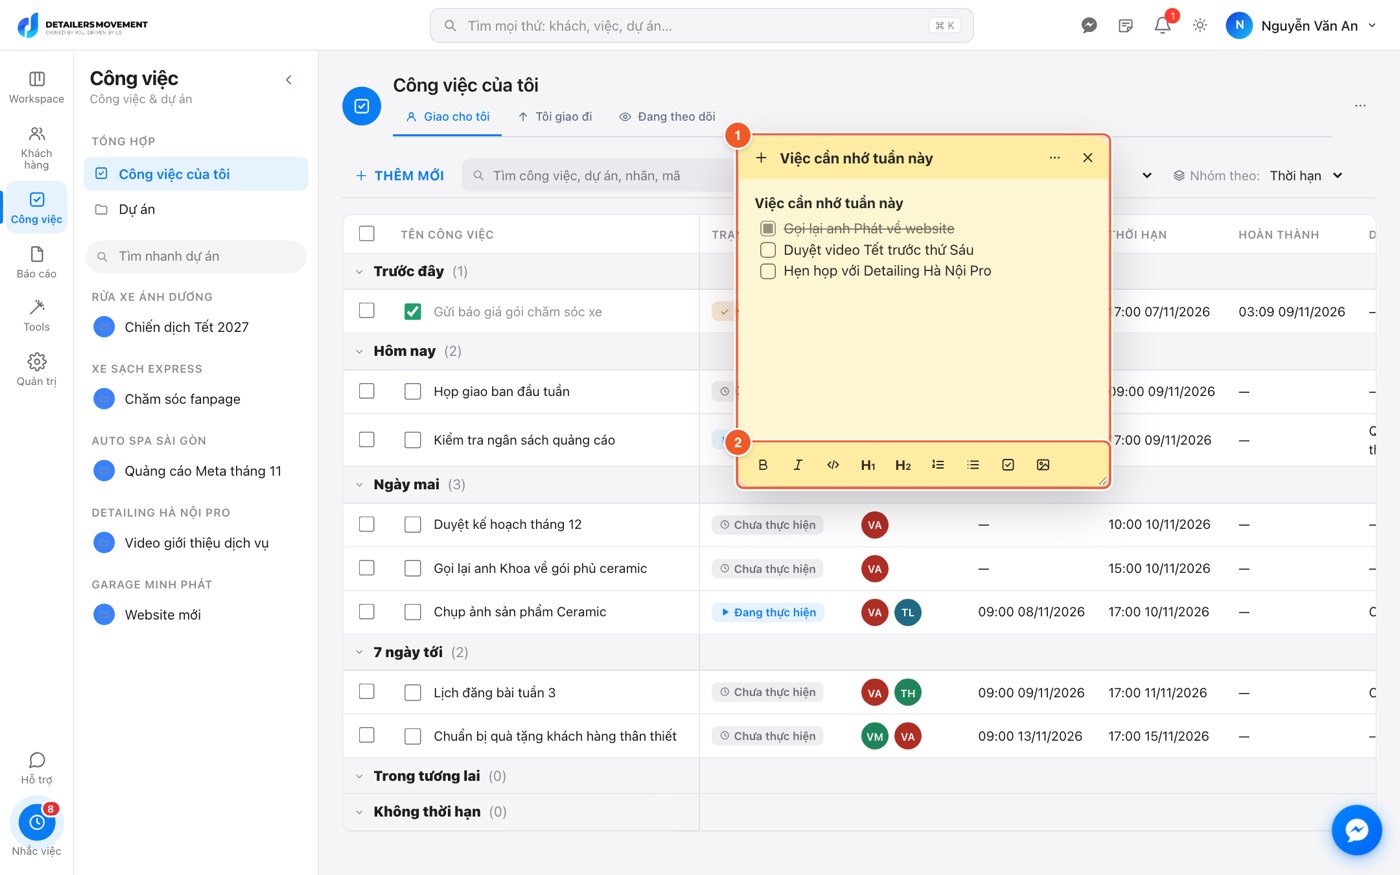 DETAILERS MOVEMENT
OWNED BY YOU, DRIVEN BY US
Tìm mọi thứ: khách, việc, dự án...
⌘ K
1
N
Nguyễn Văn An
Workspace
Khách hàng
Công việc
Báo cáo
Tools
Quản trị
Hỗ trợ
8
Nhắc việc
Công việc
Công việc & dự án
TỔNG HỢP
Công việc của tôi
Dự án
Tìm nhanh dự án
RỬA XE ÁNH DƯƠNG
Chiến dịch Tết 2027
XE SẠCH EXPRESS
Chăm sóc fanpage
AUTO SPA SÀI GÒN
Quảng cáo Meta tháng 11
DETAILING HÀ NỘI PRO
Video giới thiệu dịch vụ
GARAGE MINH PHÁT
Website mới
Công việc của tôi
Giao cho tôi
Tôi giao đi
Đang theo dõi
THÊM MỚI
Tìm công việc, dự án, nhãn, mã
Nhóm theo: Thời hạn
1
Việc cần nhớ tuần này
Việc cần nhớ tuần này
Gọi lại anh Phát về website
Duyệt video Tết trước thứ Sáu
Hẹn họp với Detailing Hà Nội Pro
2
B I </> H1 H2
TÊN CÔNG VIỆC HOÀN THÀNH
Trước đây (1)
Gửi báo giá gói chăm sóc xe 7:00 07/11/2026 03:09 09/11/2026 —
Hôm nay (2)
Họp giao ban đầu tuần 09:00 09/11/2026 —
Kiểm tra ngân sách quảng cáo 7:00 09/11/2026 —
Ngày mai (3)
Duyệt kế hoạch tháng 12 Chưa thực hiện VA — 10:00 10/11/2026 —
Gọi lại anh Khoa về gói phủ ceramic Chưa thực hiện VA — 15:00 10/11/2026 —
Chụp ảnh sản phẩm Ceramic Đang thực hiện VA TL 09:00 08/11/2026 17:00 10/11/2026 —
7 ngày tới (2)
Lịch đăng bài tuần 3 Chưa thực hiện VA TH 09:00 09/11/2026 17:00 11/11/2026 —
Chuẩn bị quà tặng khách hàng thân thiết Chưa thực hiện VM VA 09:00 13/11/2026 17:00 15/11/2026 —
Trong tương lai (0)
Không thời hạn (0)